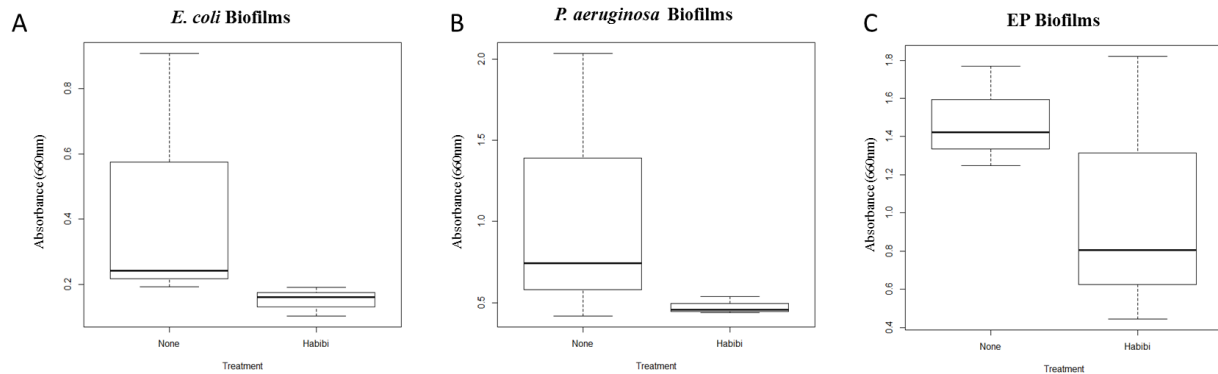 A
E. coli Biofilms
Absorbance (660nm)
0.8
0.6
0.4
0.2
None
Habibi
Treatment
B
P. aeruginosa Biofilms
Absorbance (660nm)
2.0
1.5
1.0
0.5
None
Habibi
Treatment
C
EP Biofilms
Absorbance (660nm)
1.8
1.6
1.4
1.2
1.0
0.8
0.6
0.4
None
Habibi
Treatment